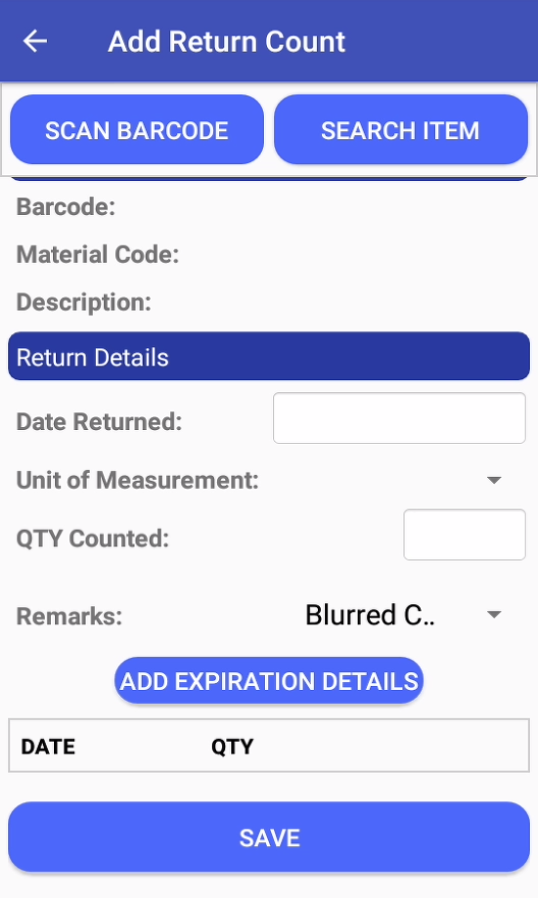 Add Return Count
SCAN BARCODE SEARCH ITEM
Barcode:
Material Code:
Description:
Return Details
Date Returned:
Unit of Measurement:
QTY Counted:
Remarks: Blurred C..
ADD EXPIRATION DETAILS
DATE QTY
SAVE